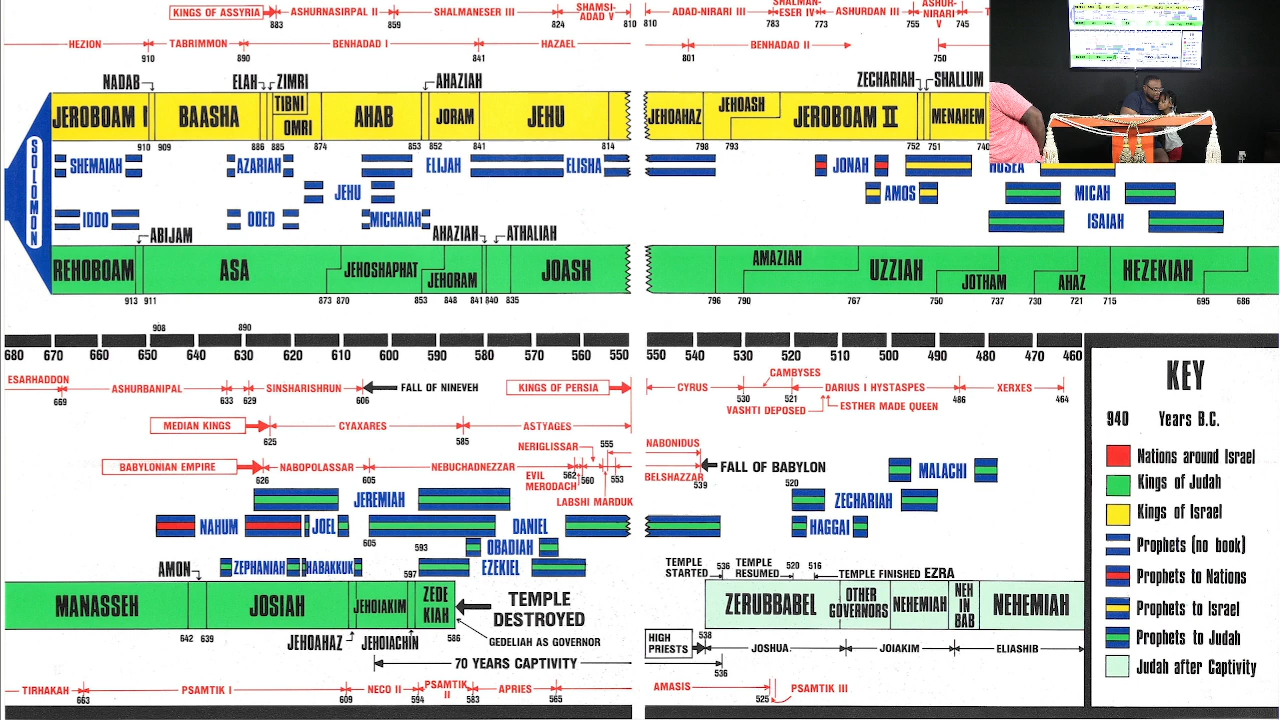 KINGS OF ASSYRIA ASHURNASIRPAL II SHALMANESER III SHAMSI-ADAD V ADAD-NIRARI III SHALMAN-ESER IV ASHURDAN III ASHUR-NIRARI V
883 859 824 810 810 783 773 755 745
HEZION TABRIMMON BENHADAD I HAZAEL BENHADAD II
910 890 841 801 750
NADAB ELAH ZIMRI AHAZIAH ZECHARIAH SHALLUM
JEROBOAM I BAASHA TIBNI OMRI AHAB JORAM JEHU JEHOAHAZ JEHOASH JEROBOAM II MENAHEM
910 909 886 885 874 853 852 841 814 798 793 752 751 740
SOLOMON
SHEMAIAH AZARIAH ELIJAH ELISHA JONAH HOSEA
JEHU AMOS MICAH
IDDO ODED MICHAIAH ISAIAH
ABIJAM AHAZIAH ATHALIAH
REHOBOAM ASA JEHOSHAPHAT JEHORAM JOASH AMAZIAH UZZIAH JOTHAM AHAZ HEZEKIAH
913 911 873 870 853 848 841 840 835 796 790 767 750 737 730 721 715 695 686
908 890
680 670 660 650 640 630 620 610 600 590 580 570 560 550 550 540 530 520 510 500 490 480 470 460
ESARHADDON ASHURBANIPAL SINSHARISHRUN FALL OF NINEVEH KINGS OF PERSIA CYRUS CAMBYSES DARIUS I HYSTASPES XERXES
669 633 629 606 530 521 486 464
VASHTI DEPOSED ESTHER MADE QUEEN
MEDIAN KINGS CYAXARES ASTYAGES
625 585
BABYLONIAN EMPIRE NABOPOLASSAR NEBUCHADNEZZAR EVIL MERODACH NERIGLISSAR LABSHI MARDUK NABONIDUS BELSHAZZAR FALL OF BABYLON
626 605 562 560 555 553 539
JEREMIAH MALACHI
520
ZECHARIAH
NAHUM JOEL DANIEL HAGGAI
605 593
OBADIAH
ZEPHANIAH HABAKKUK EZEKIEL
AMON 597
TEMPLE STARTED 536 TEMPLE RESUMED 520 516 TEMPLE FINISHED EZRA
MANASSEH JOSIAH JEHOIAKIM ZEDEKIAH TEMPLE DESTROYED ZERUBBABEL OTHER GOVERNORS NEHEMIAH NEH IN BAB NEHEMIAH
642 639 JEHOAHAZ JEHOIACHIN 586 GEDELIAH AS GOVERNOR
HIGH PRIESTS 538 JOSHUA JOIAKIM ELIASHIB
70 YEARS CAPTIVITY 536
TIRHAKAH PSAMTIK I NECO II PSAMTIK II APRIES AMASIS PSAMTIK III
663 609 594 583 565 525
KEY
940 Years B.C.
Nations around Israel
Kings of Judah
Kings of Israel
Prophets (no book)
Prophets to Nations
Prophets to Israel
Prophets to Judah
Judah after Captivity